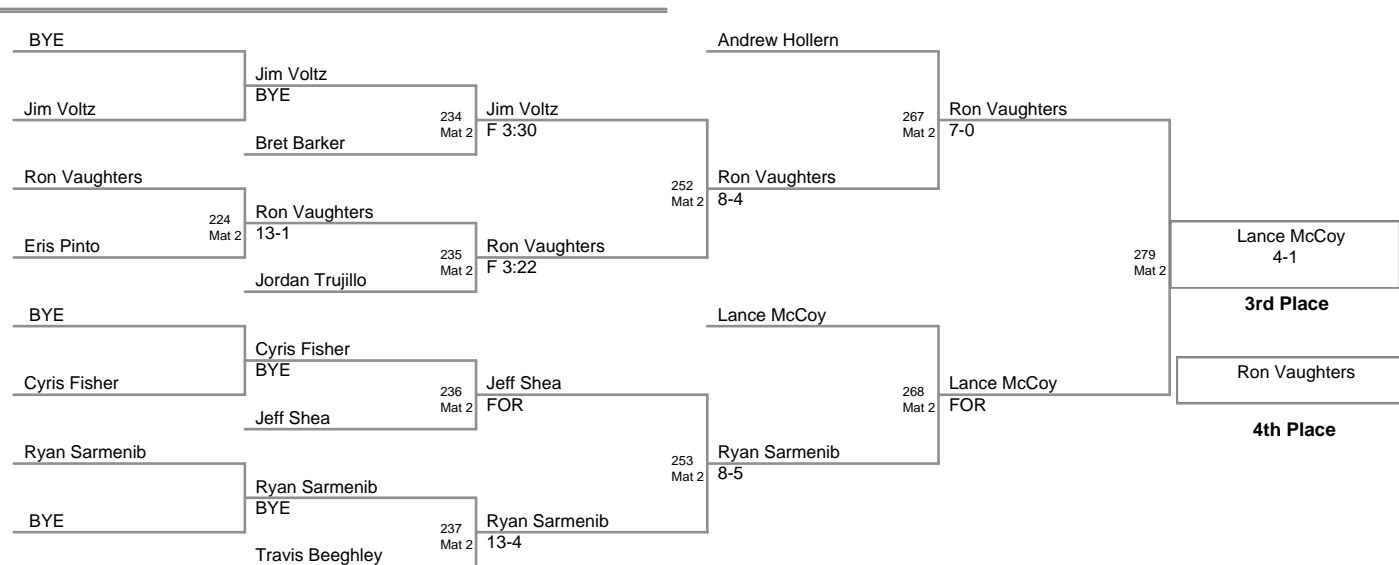 BYE
Andrew Hollern
Jim Voltz
BYE
Jim Voltz
234
Mat 2
Jim Voltz
F 3:30
267
Mat 2
Ron Vaughters
7-0
Bret Barker
Ron Vaughters
252
Mat 2
Ron Vaughters
8-4
224
Mat 2
Ron Vaughters
13-1
Eris Pinto
235
Mat 2
Ron Vaughters
F 3:22
279
Mat 2
Lance McCoy
4-1
Jordan Trujillo
3rd Place
BYE
Lance McCoy
Cyris Fisher
BYE
Cyris Fisher
236
Mat 2
Jeff Shea
FOR
268
Mat 2
Lance McCoy
FOR
Ron Vaughters
Jeff Shea
4th Place
Ryan Sarmenib
253
Mat 2
Ryan Sarmenib
8-5
Ryan Sarmenib
BYE
BYE
237
Mat 2
Ryan Sarmenib
13-4
Travis Beeghley